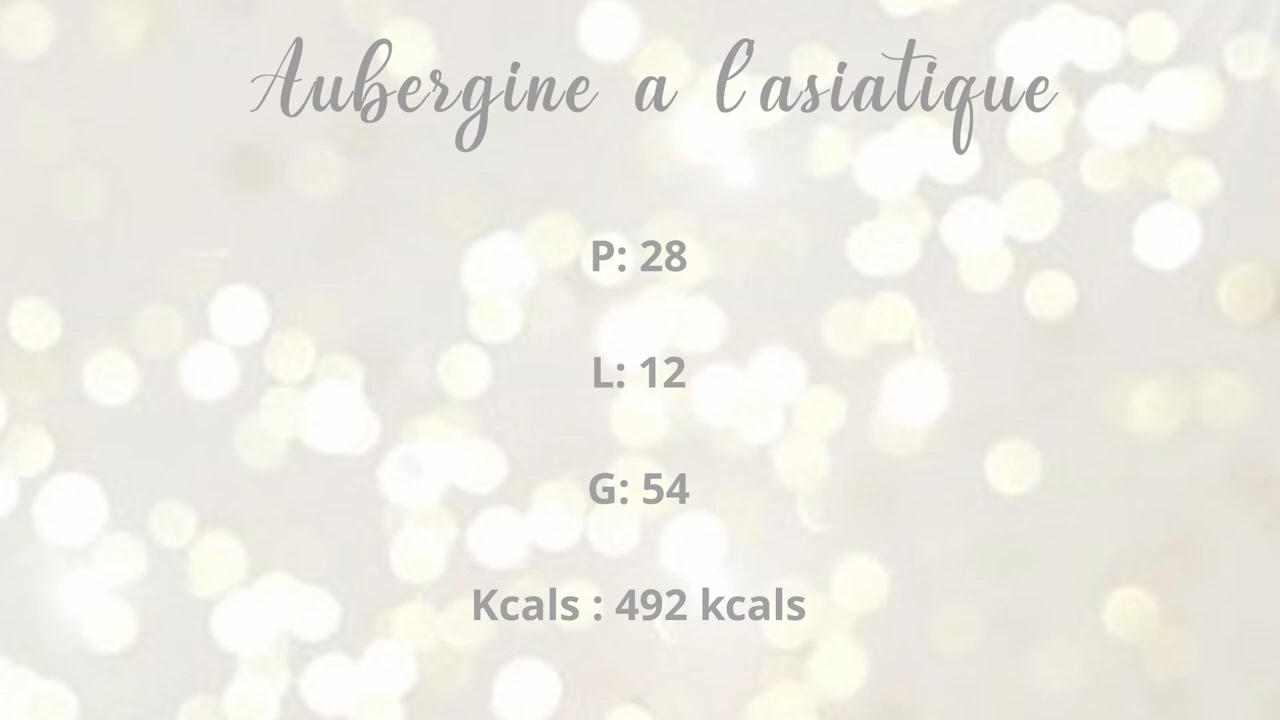 Aubergine a l'asiatique
P: 28
L: 12
G: 54
Kcals : 492 kcals